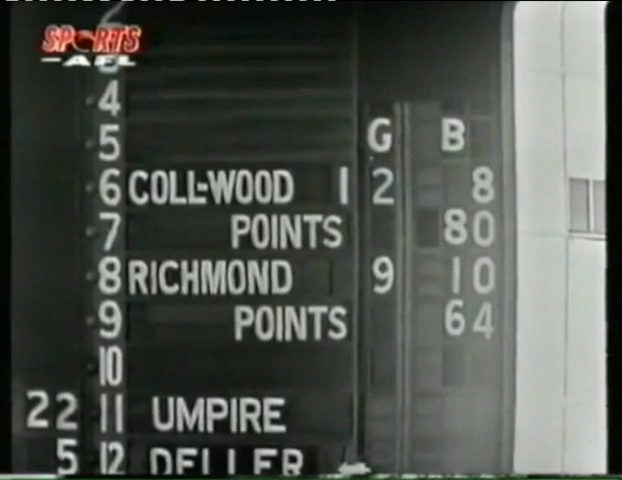 SPORTS
AFL
4
5 G B
6 COLL-WOOD 12 8
7 POINTS 80
8 RICHMOND 9 10
9 POINTS 64
10
22 11 UMPIRE
5 12 DELLER